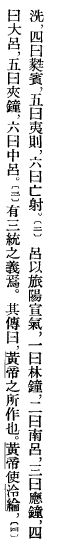 洗，四曰蕤賓，五曰夷則，六曰亡射。〔二〕 呂以旅陽宣氣，一曰林鐘，二曰南呂，三曰應鐘，四
曰大呂，五曰夾鐘，六曰中呂。〔三〕有三統之義焉。其傳曰，黃帝之所作也。黃帝使泠綸，〔四〕